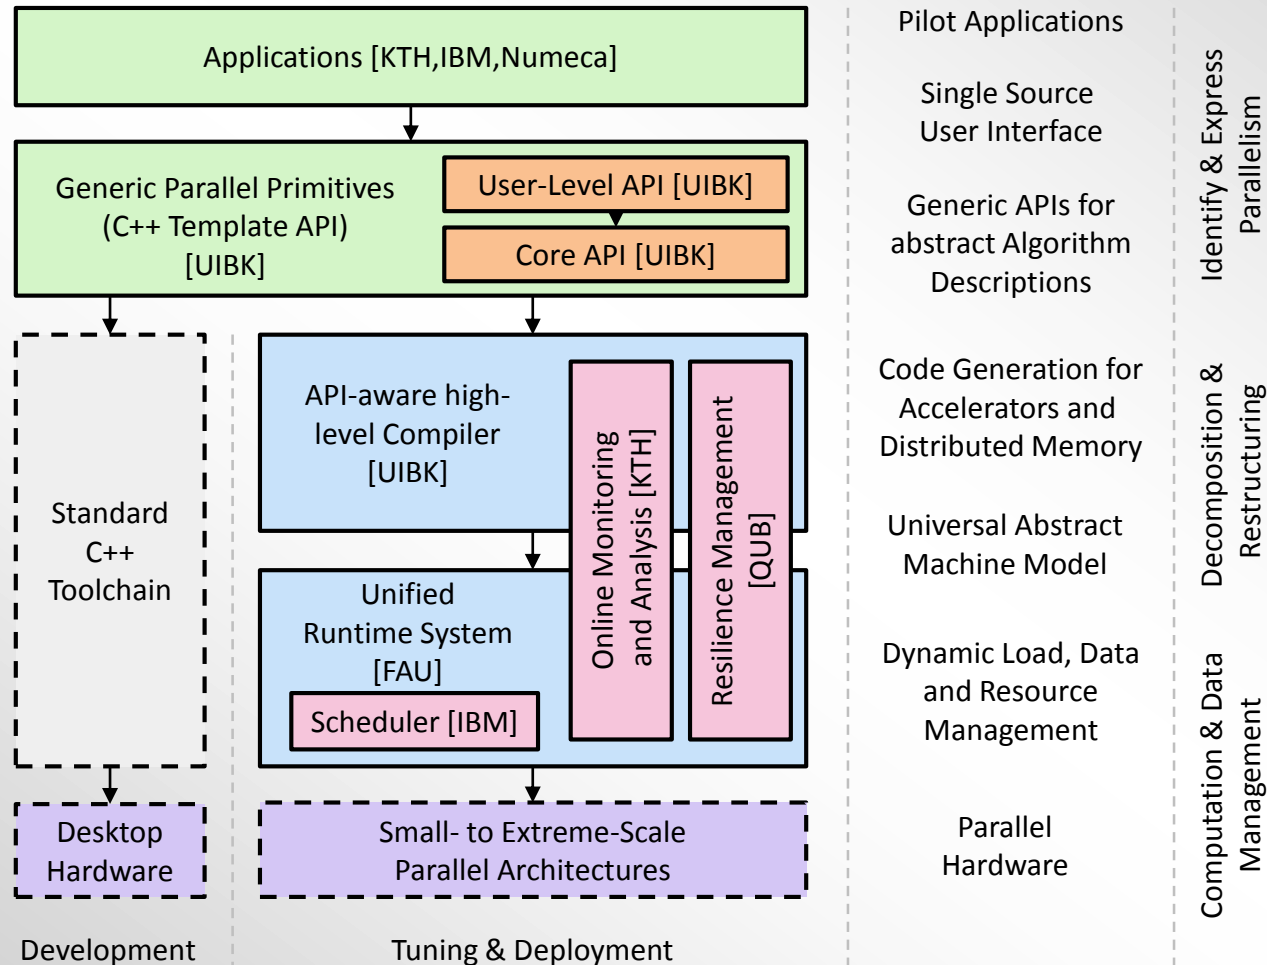 Applications [KTH,IBM,Numeca]
Generic Parallel Primitives
(C++ Template API)
[UIBK]
User-Level API [UIBK]
Core API [UIBK]
Standard
C++
Toolchain
API-aware high-
level Compiler
[UIBK]
Unified
Runtime System
[FAU]
Scheduler [IBM]
Online Monitoring
and Analysis [KTH]
Resilience Management
[QUB]
Desktop
Hardware
Small- to Extreme-Scale
Parallel Architectures
Development
Tuning & Deployment
Pilot Applications
Single Source
User Interface
Generic APIs for
abstract Algorithm
Descriptions
Code Generation for
Accelerators and
Distributed Memory
Universal Abstract
Machine Model
Dynamic Load, Data
and Resource
Management
Parallel
Hardware
Identify & Express
Parallelism
Decomposition &
Restructuring
Computation & Data
Management